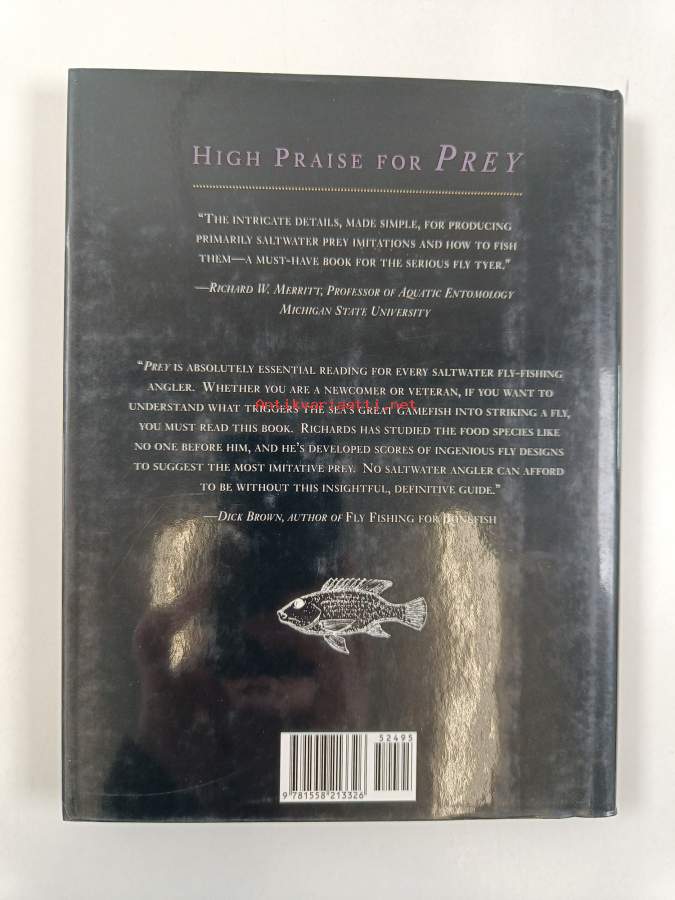 HIGH PRAISE FOR PREY
"THE INTRICATE DETAILS, MADE SIMPLE, FOR PRODUCING
PRIMARILY SALTWATER PREY IMITATIONS AND HOW TO FISH
THEM—A MUST-HAVE BOOK FOR THE SERIOUS FLY TYER."
—RICHARD W. MERRITT, PROFESSOR OF AQUATIC ENTOMOLOGY
MICHIGAN STATE UNIVERSITY
"PREY IS ABSOLUTELY ESSENTIAL READING FOR EVERY SALTWATER FLY-FISHING
ANGLER. WHETHER YOU ARE A NEWCOMER OR VETERAN, IF YOU WANT TO
Antikvariaatti.net
UNDERSTAND WHAT TRIGGERS THE SEA'S GREAT GAMEFISH INTO STRIKING A FLY,
YOU MUST READ THIS BOOK. RICHARDS HAS STUDIED THE FOOD SPECIES LIKE
NO ONE BEFORE HIM, AND HE'S DEVELOPED SCORES OF INGENIOUS FLY DESIGNS
TO SUGGEST THE MOST IMITATIVE PREY. NO SALTWATER ANGLER CAN AFFORD
TO BE WITHOUT THIS INSIGHTFUL, DEFINITIVE GUIDE."
—DICK BROWN, AUTHOR OF FLY FISHING FOR BONEFISH
52495
9 781558 213326